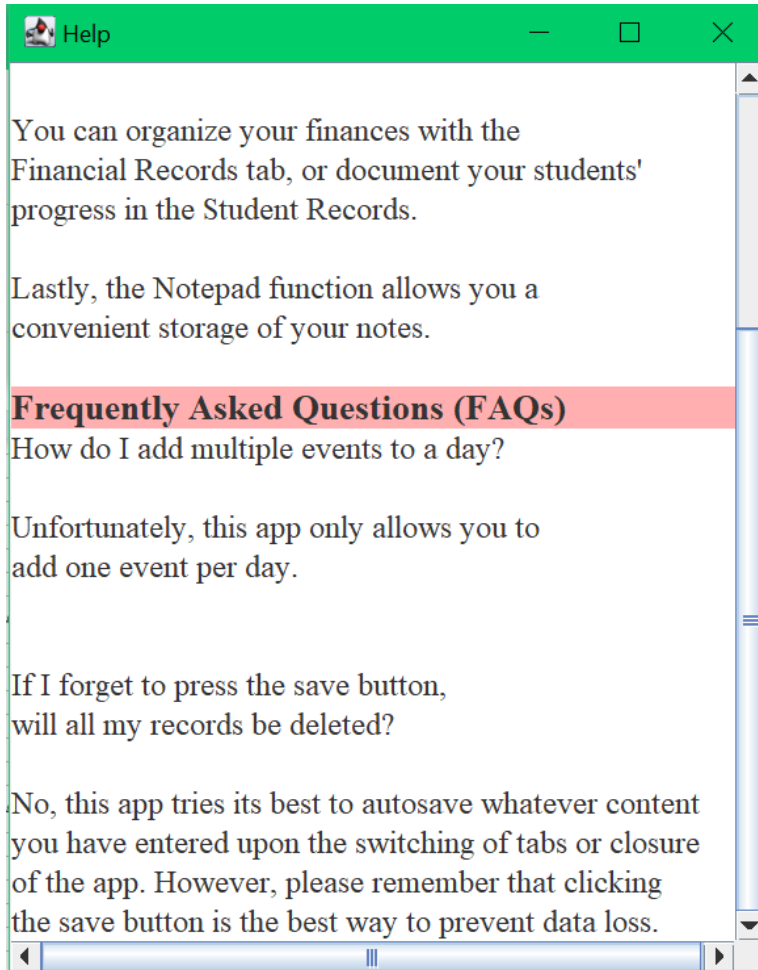 Help
You can organize your finances with the
Financial Records tab, or document your students'
progress in the Student Records.
Lastly, the Notepad function allows you a
convenient storage of your notes.
Frequently Asked Questions (FAQs)
How do I add multiple events to a day?
Unfortunately, this app only allows you to
add one event per day.
If I forget to press the save button,
will all my records be deleted?
No, this app tries its best to autosave whatever content
you have entered upon the switching of tabs or closure
of the app. However, please remember that clicking
the save button is the best way to prevent data loss.